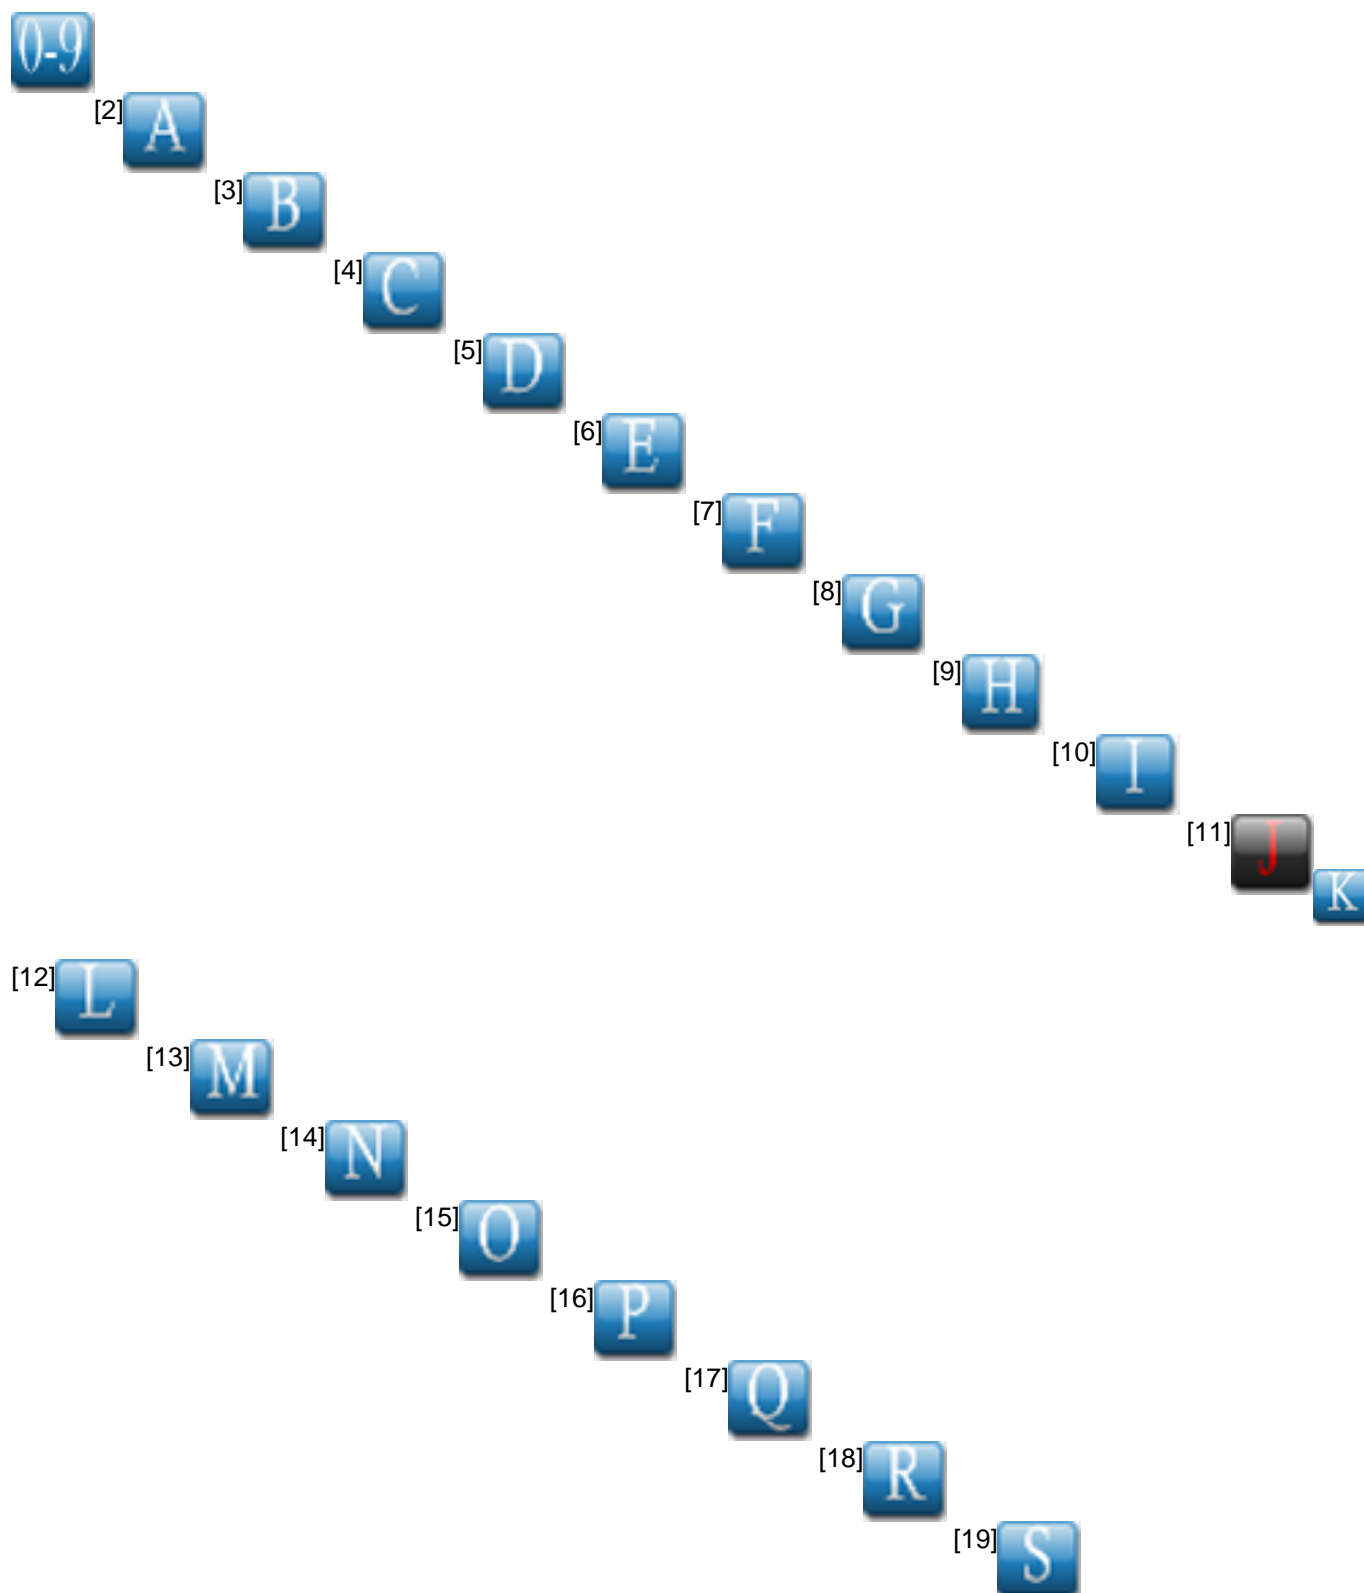 0-9
[2] A
[3] B
[4] C
[5] D
[6] E
[7] F
[8] G
[9] H
[10] I
[11] J
K
[12] L
[13] M
[14] N
[15] O
[16] P
[17] Q
[18] R
[19] S